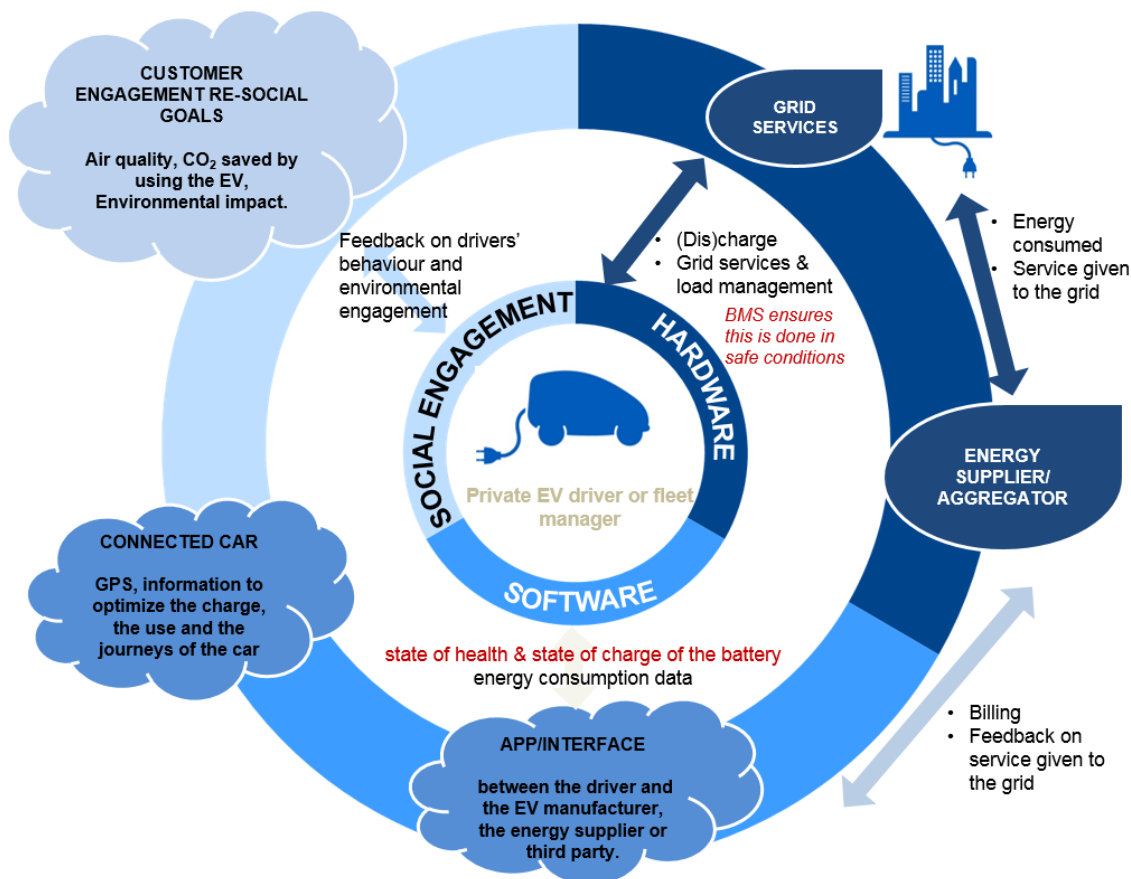 CUSTOMER
ENGAGEMENT RE-SOCIAL
GOALS
Air quality, CO₂ saved by
using the EV,
Environmental impact.
GRID
SERVICES
Feedback on drivers’
behaviour and
environmental
engagement
• (Dis)charge
• Grid services &
load management
BMS ensures
this is done in
safe conditions
• Energy
consumed
• Service given
to the grid
SOCIAL ENGAGEMENT
HARDWARE
SOFTWARE
Private EV driver or fleet
manager
ENERGY
SUPPLIER/
AGGREGATOR
CONNECTED CAR
GPS, information to
optimize the charge,
the use and the
journeys of the car
state of health & state of charge of the battery
energy consumption data
• Billing
• Feedback on
service given to
the grid
APP/INTERFACE
between the driver and
the EV manufacturer,
the energy supplier or
third party.